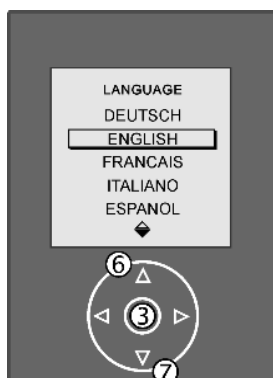 LANGUAGE
DEUTSCH
ENGLISH
FRANCAIS
ITALIANO
ESPANOL
6
3
7